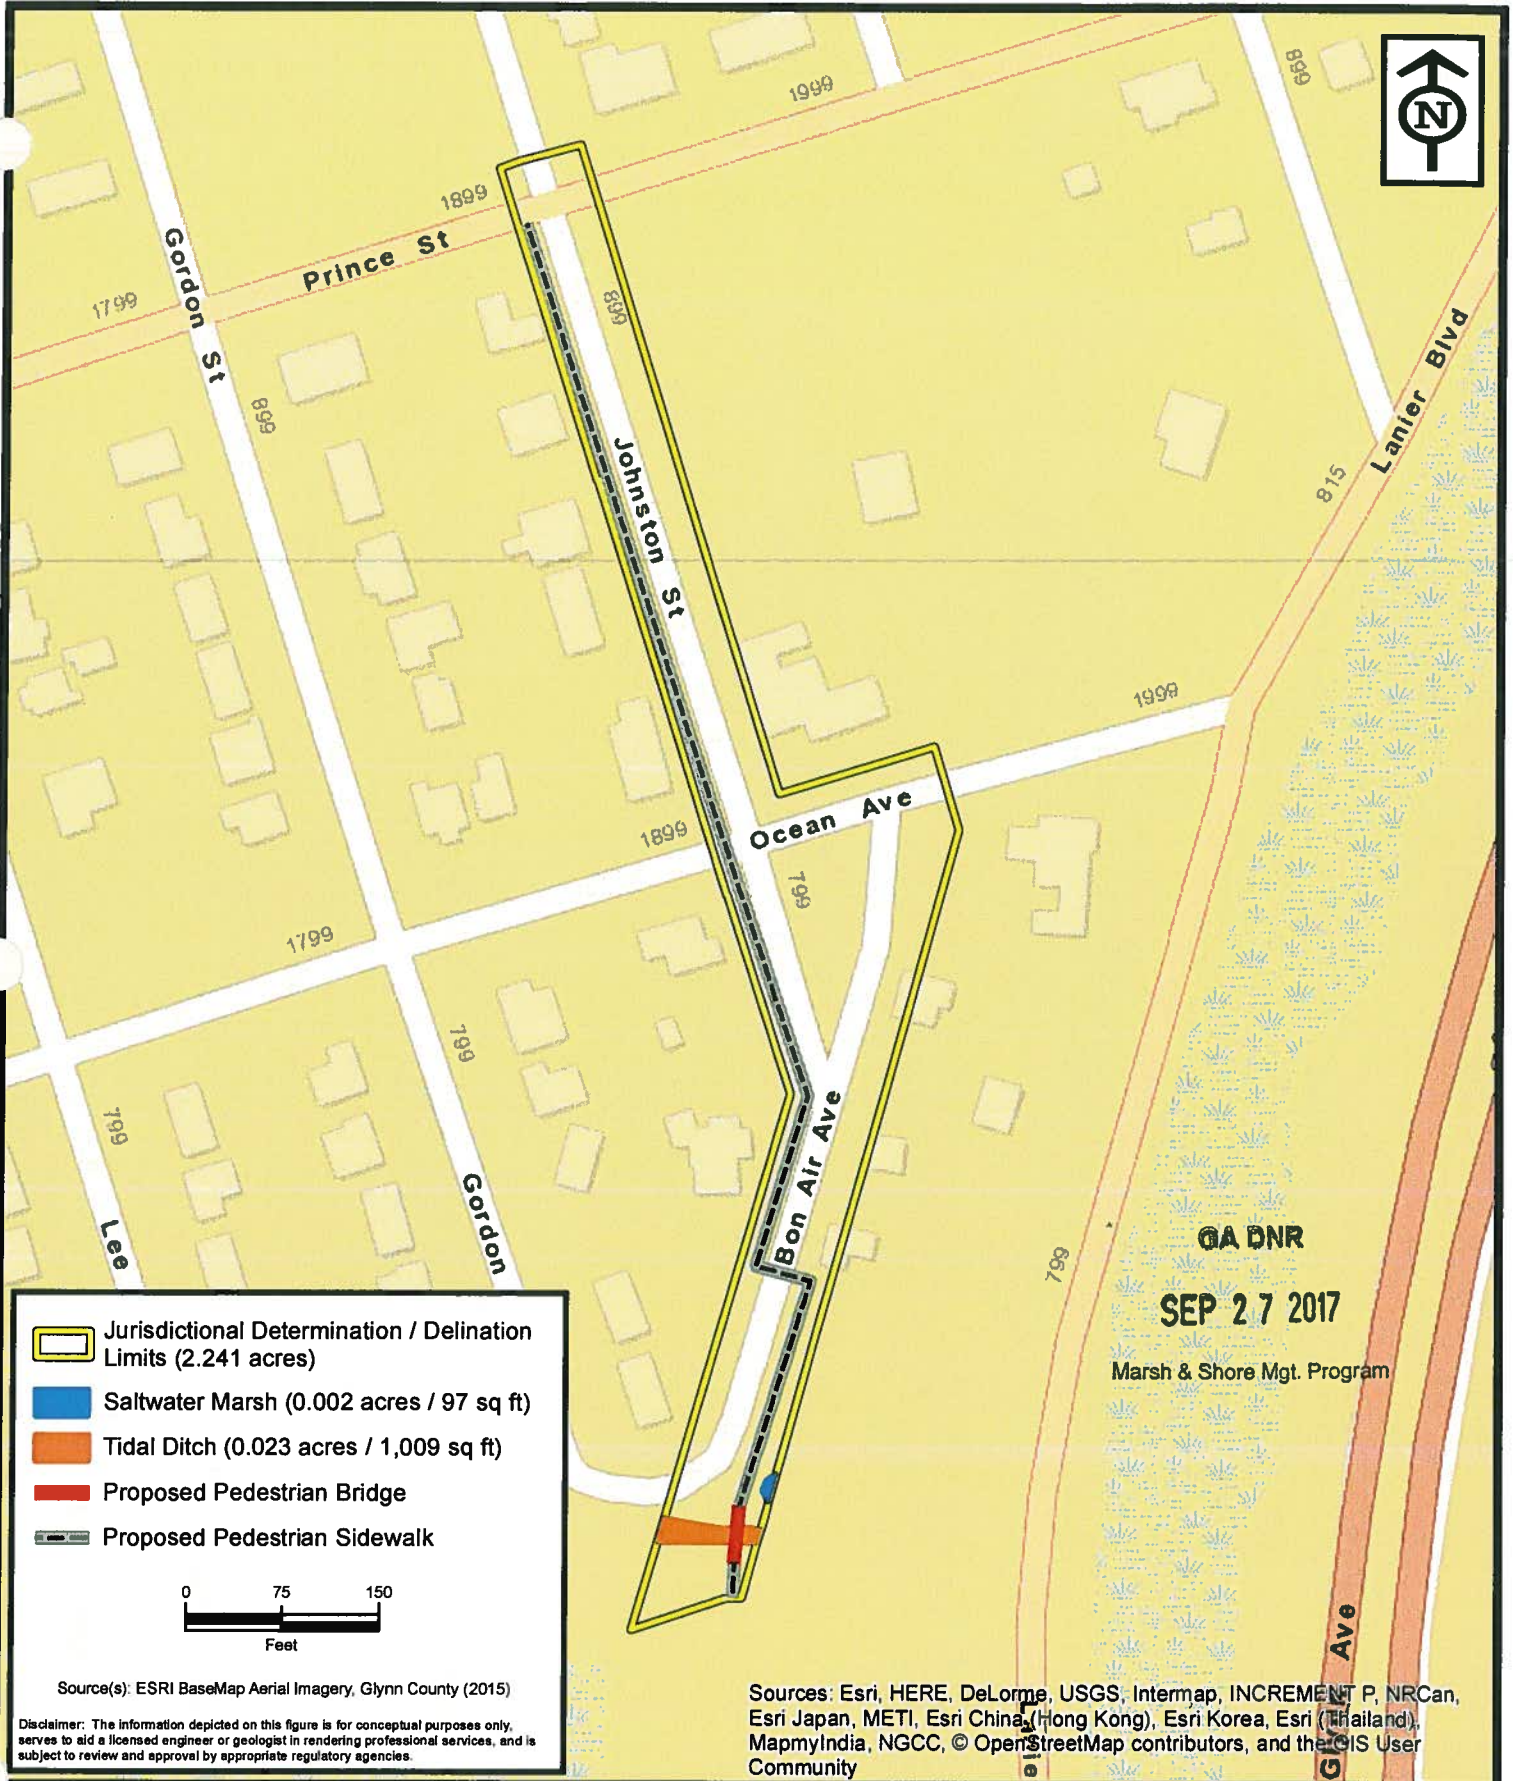 N
1999
899
1899
Prince St
1799
Gordon St
899
899
Johnston St
Lanier Blvd
815
1999
Ocean Ave
1899
799
1799
799
799
Bon Air Ave
Gordon
Lee
799
GA DNR
SEP 27 2017
Marsh & Shore Mgt. Program
Jurisdictional Determination / Delination
Limits (2.241 acres)
Saltwater Marsh (0.002 acres / 97 sq ft)
Tidal Ditch (0.023 acres / 1,009 sq ft)
Proposed Pedestrian Bridge
Proposed Pedestrian Sidewalk
0 75 150
Feet
Source(s): ESRI BaseMap Aerial Imagery, Glynn County (2015)
Disclaimer: The information depicted on this figure is for conceptual purposes only,
serves to aid a licensed engineer or geologist in rendering professional services, and is
subject to review and approval by appropriate regulatory agencies.
Ave
Sources: Esri, HERE, DeLorme, USGS, Intermap, INCREMENT P, NRCan,
Esri Japan, METI, Esri China (Hong Kong), Esri Korea, Esri (Thailand),
MapmyIndia, NGCC, © OpenStreetMap contributors, and the GIS User
Community